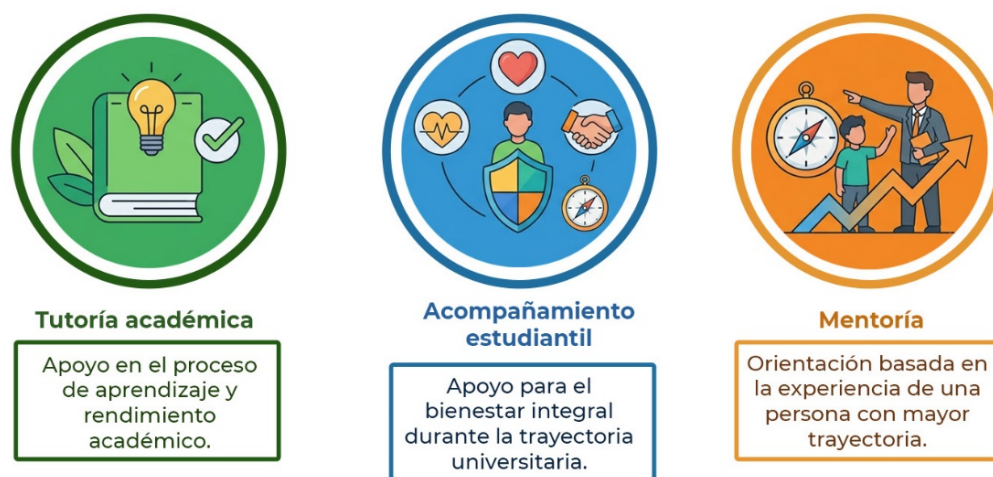 Tutoría académica
Apoyo en el proceso
de aprendizaje y
rendimiento
académico.
Acompañamiento
estudiantil
Apoyo para el
bienestar integral
durante la trayectoria
universitaria.
Mentoría
Orientación basada en
la experiencia de una
persona con mayor
trayectoria.